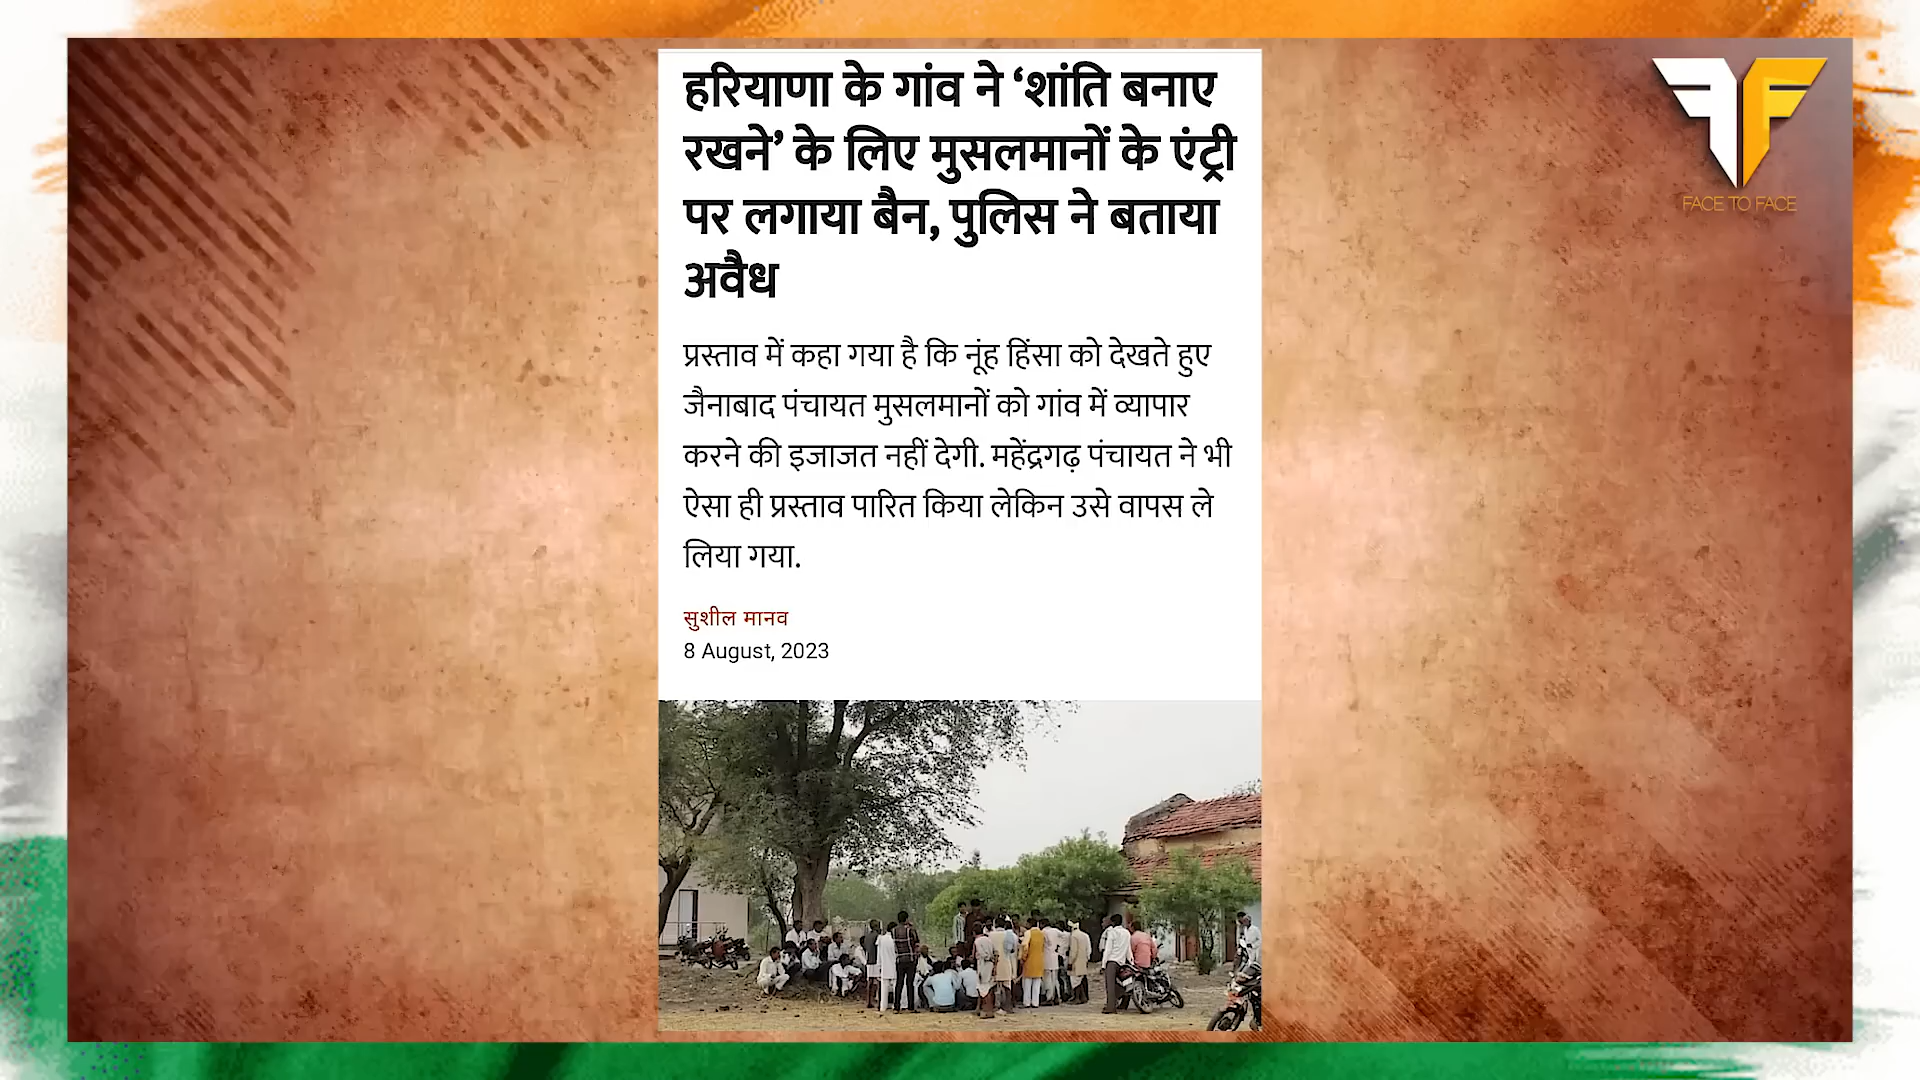 हरियाणा के गांव ने ‘शांति बनाए
रखने’ के लिए मुसलमानों के एंट्री
पर लगाया बैन, पुलिस ने बताया
अवैध
प्रस्ताव में कहा गया है कि नूंह हिंसा को देखते हुए
जैनाबाद पंचायत मुसलमानों को गांव में व्यापार
करने की इजाजत नहीं देगी. महेंद्रगढ़ पंचायत ने भी
ऐसा ही प्रस्ताव पारित किया लेकिन उसे वापस ले
लिया गया.
सुशील मानव
8 August, 2023
FACE TO FACE